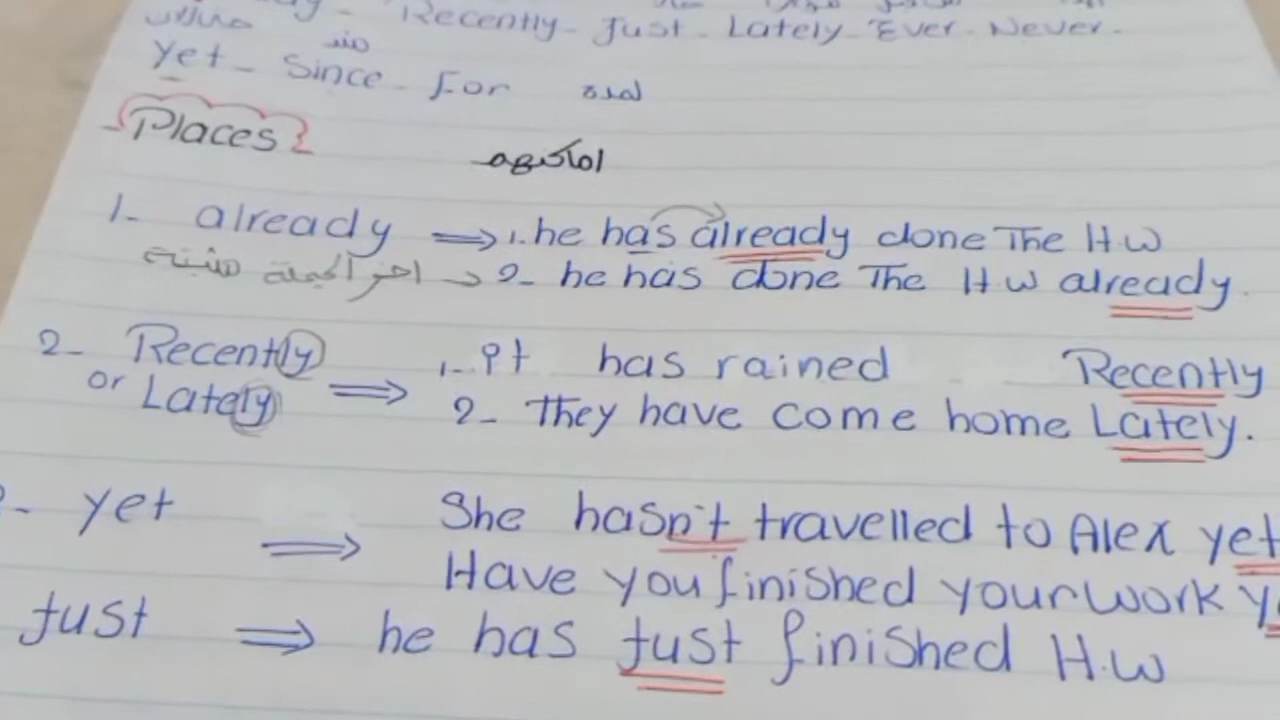 Recently - Just - Lately - Ever - Never.
منذ
Yet - Since - For لمدة
- Places اماكنهم
1- already ⇒ 1. he has already done The H w
اخر الجملة مثبتة 2- he has done The H w already.
2- Recently or Lately ⇒ 1- It has rained Recently
2- They have come home Lately.
- yet ⇒ She hasn't travelled to Alex yet
Have you finished your work
Just ⇒ he has Just finished H.w